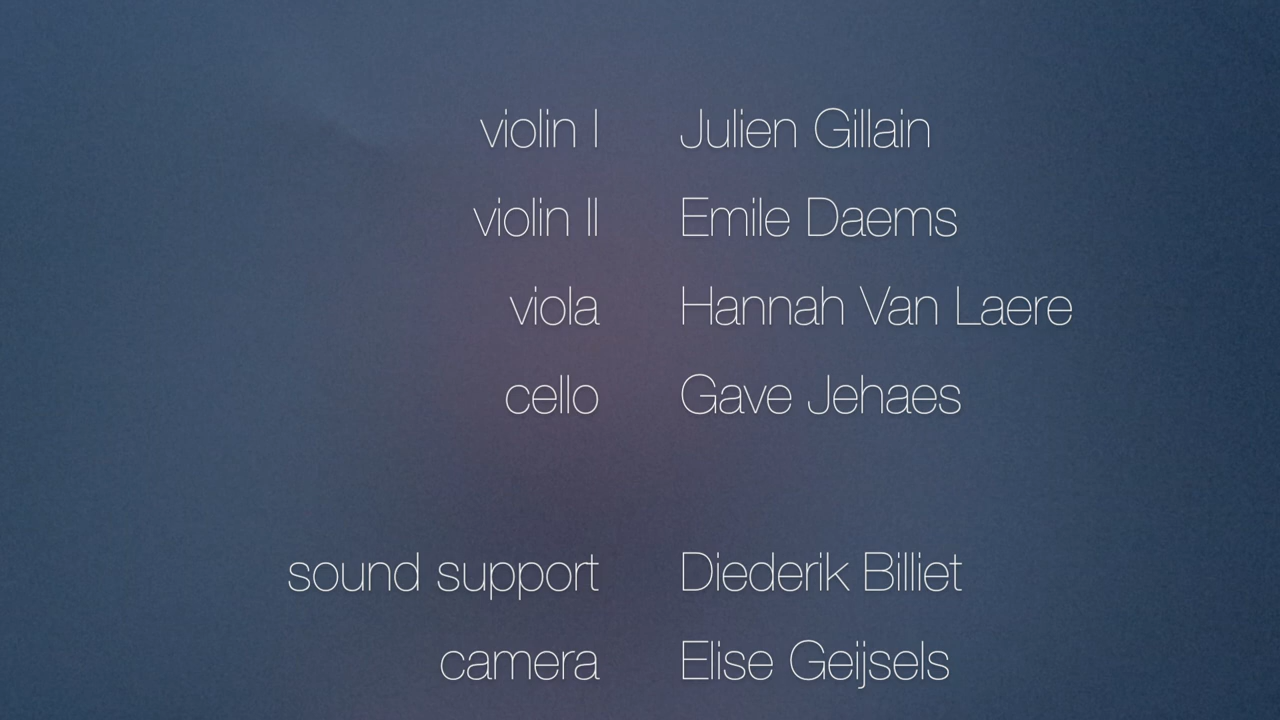 violin I Julien Gillain
violin II Emile Daems
viola Hannah Van Laere
cello Gave Jehaes
sound support Diederik Billiet
camera Elise Geijsels